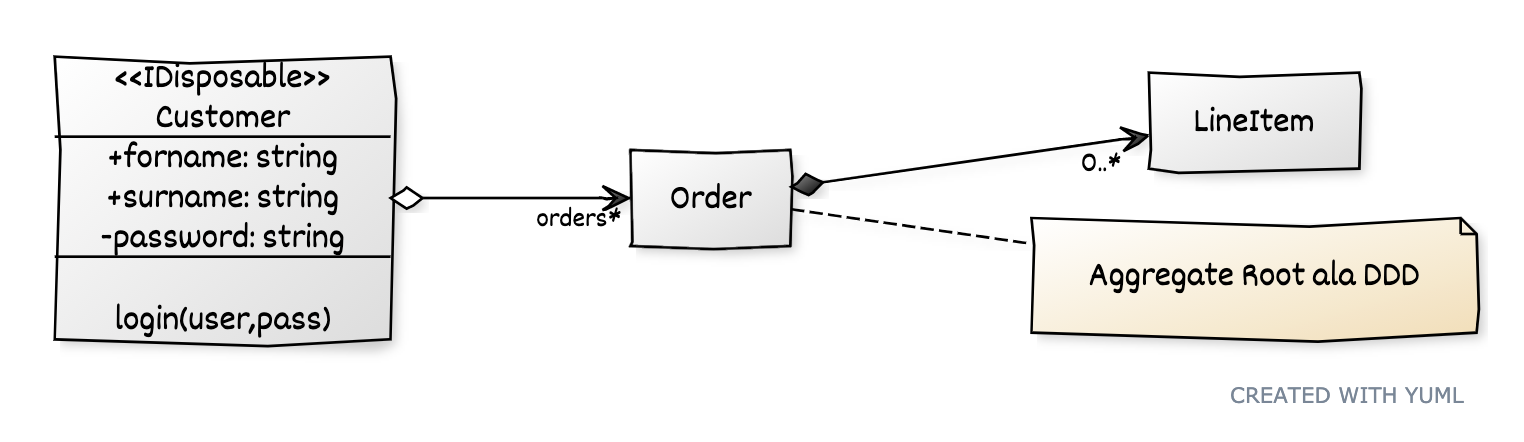 <<IDisposable>>
Customer
+forname: string
+surname: string
-password: string
login(user,pass)
orders*
Order
0..*
LineItem
Aggregate Root ala DDD
CREATED WITH YUML